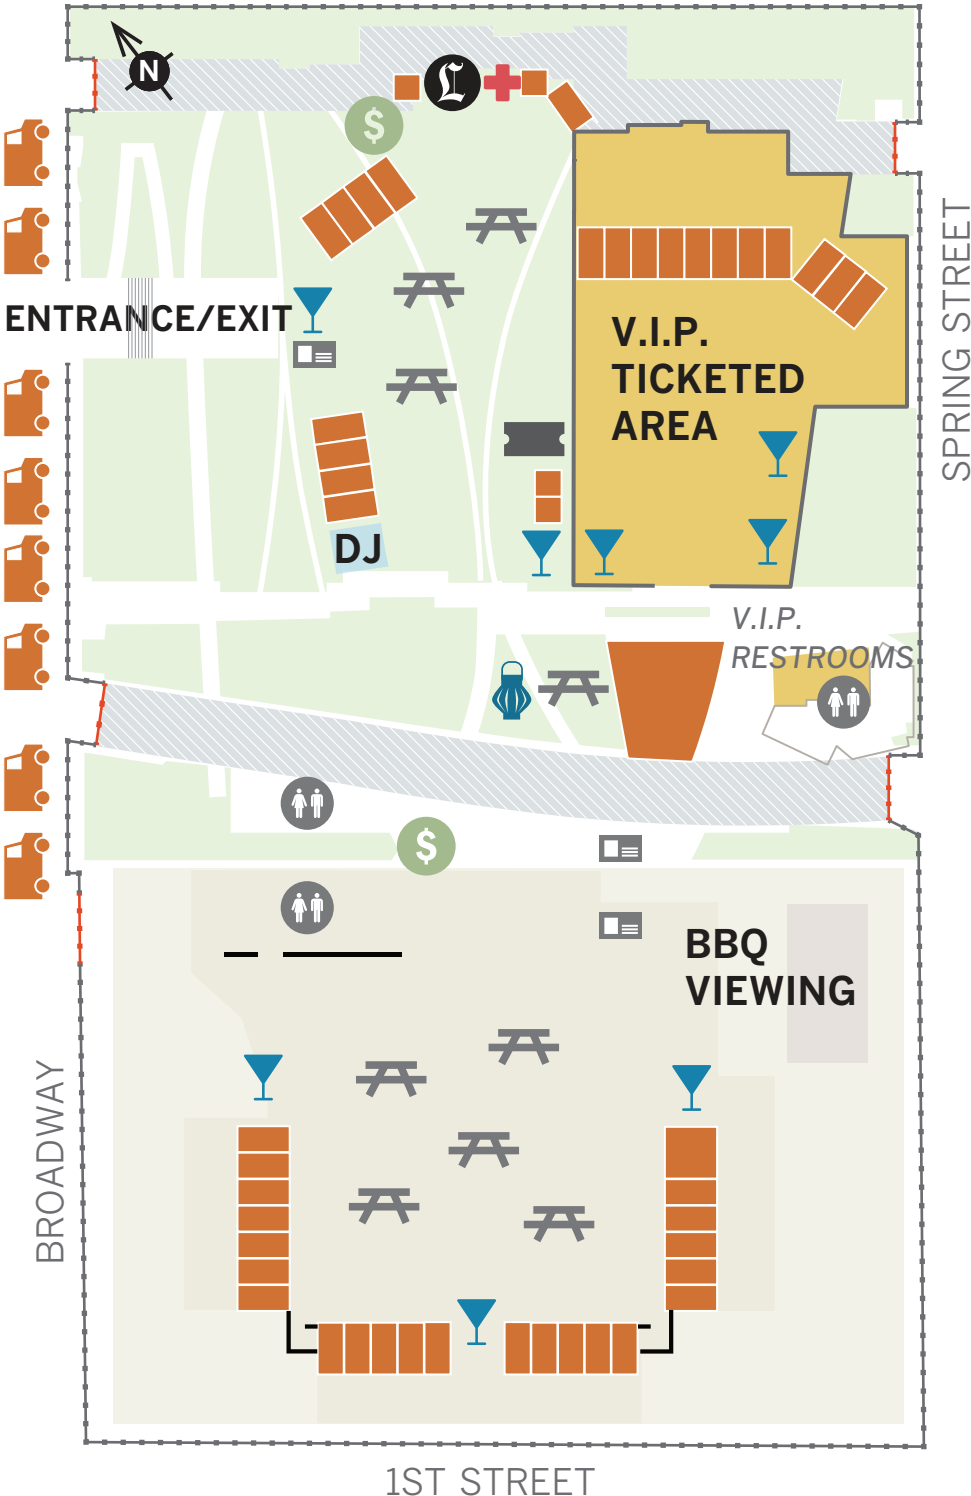 N
L
$
ENTRANCE/EXIT
V.I.P.
TICKETED
AREA
SPRING STREET
DJ
V.I.P.
RESTROOMS
$
BBQ
VIEWING
BROADWAY
1ST STREET